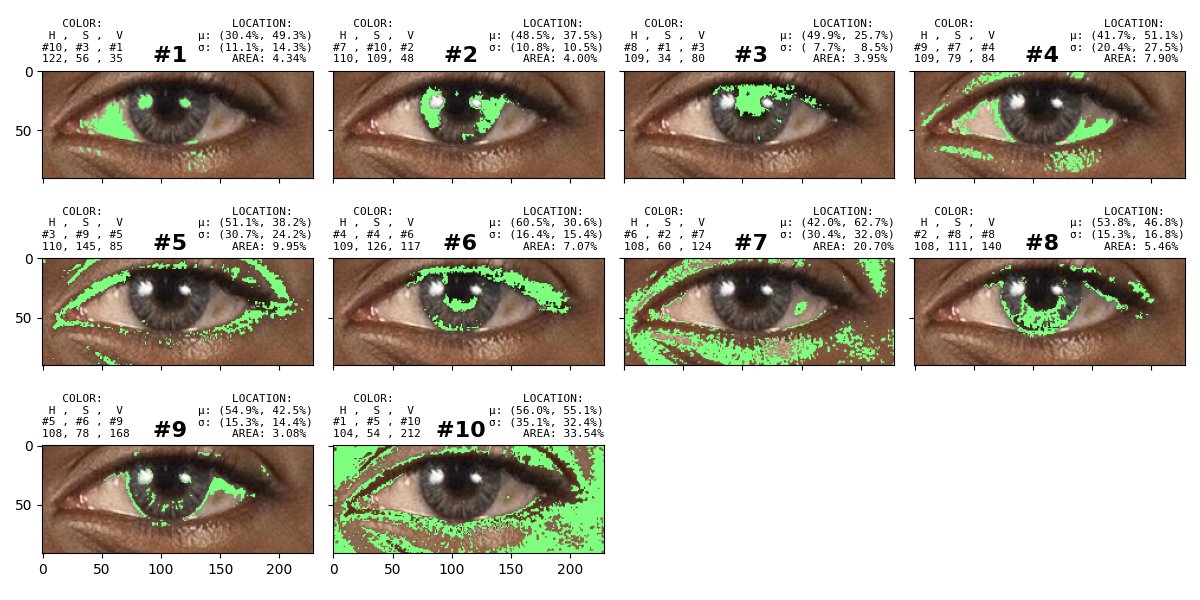 COLOR: LOCATION:
H , S , V μ: (30.4%, 49.3%)
#10, #3 , #1 #1 σ: (11.1%, 14.3%)
122, 56 , 35 AREA: 4.34%
COLOR: LOCATION:
H , S , V μ: (48.5%, 37.5%)
#7 , #10, #2 #2 σ: (10.8%, 10.5%)
110, 109, 48 AREA: 4.00%
COLOR: LOCATION:
H , S , V μ: (49.9%, 25.7%)
#8 , #1 , #3 #3 σ: ( 7.7%, 8.5%)
109, 34 , 80 AREA: 3.95%
COLOR: LOCATION:
H , S , V μ: (41.7%, 51.1%)
#9 , #7 , #4 #4 σ: (20.4%, 27.5%)
109, 79 , 84 AREA: 7.90%
0
50
COLOR: LOCATION:
H , S , V μ: (51.1%, 38.2%)
#3 , #9 , #5 #5 σ: (30.7%, 24.2%)
110, 145, 85 AREA: 9.95%
COLOR: LOCATION:
H , S , V μ: (60.5%, 30.6%)
#4 , #4 , #6 #6 σ: (16.4%, 15.4%)
109, 126, 117 AREA: 7.07%
COLOR: LOCATION:
H , S , V μ: (42.0%, 62.7%)
#6 , #2 , #7 #7 σ: (30.4%, 32.0%)
108, 60 , 124 AREA: 20.70%
COLOR: LOCATION:
H , S , V μ: (53.8%, 46.8%)
#2 , #8 , #8 #8 σ: (15.3%, 16.8%)
108, 111, 140 AREA: 5.46%
0
50
COLOR: LOCATION:
H , S , V μ: (54.9%, 42.5%)
#5 , #6 , #9 #9 σ: (15.3%, 14.4%)
108, 78 , 168 AREA: 3.08%
COLOR: LOCATION:
H , S , V μ: (56.0%, 55.1%)
#1 , #5 , #10 #10 σ: (35.1%, 32.4%)
104, 54 , 212 AREA: 33.54%
0
50
0 50 100 150 200
0 50 100 150 200